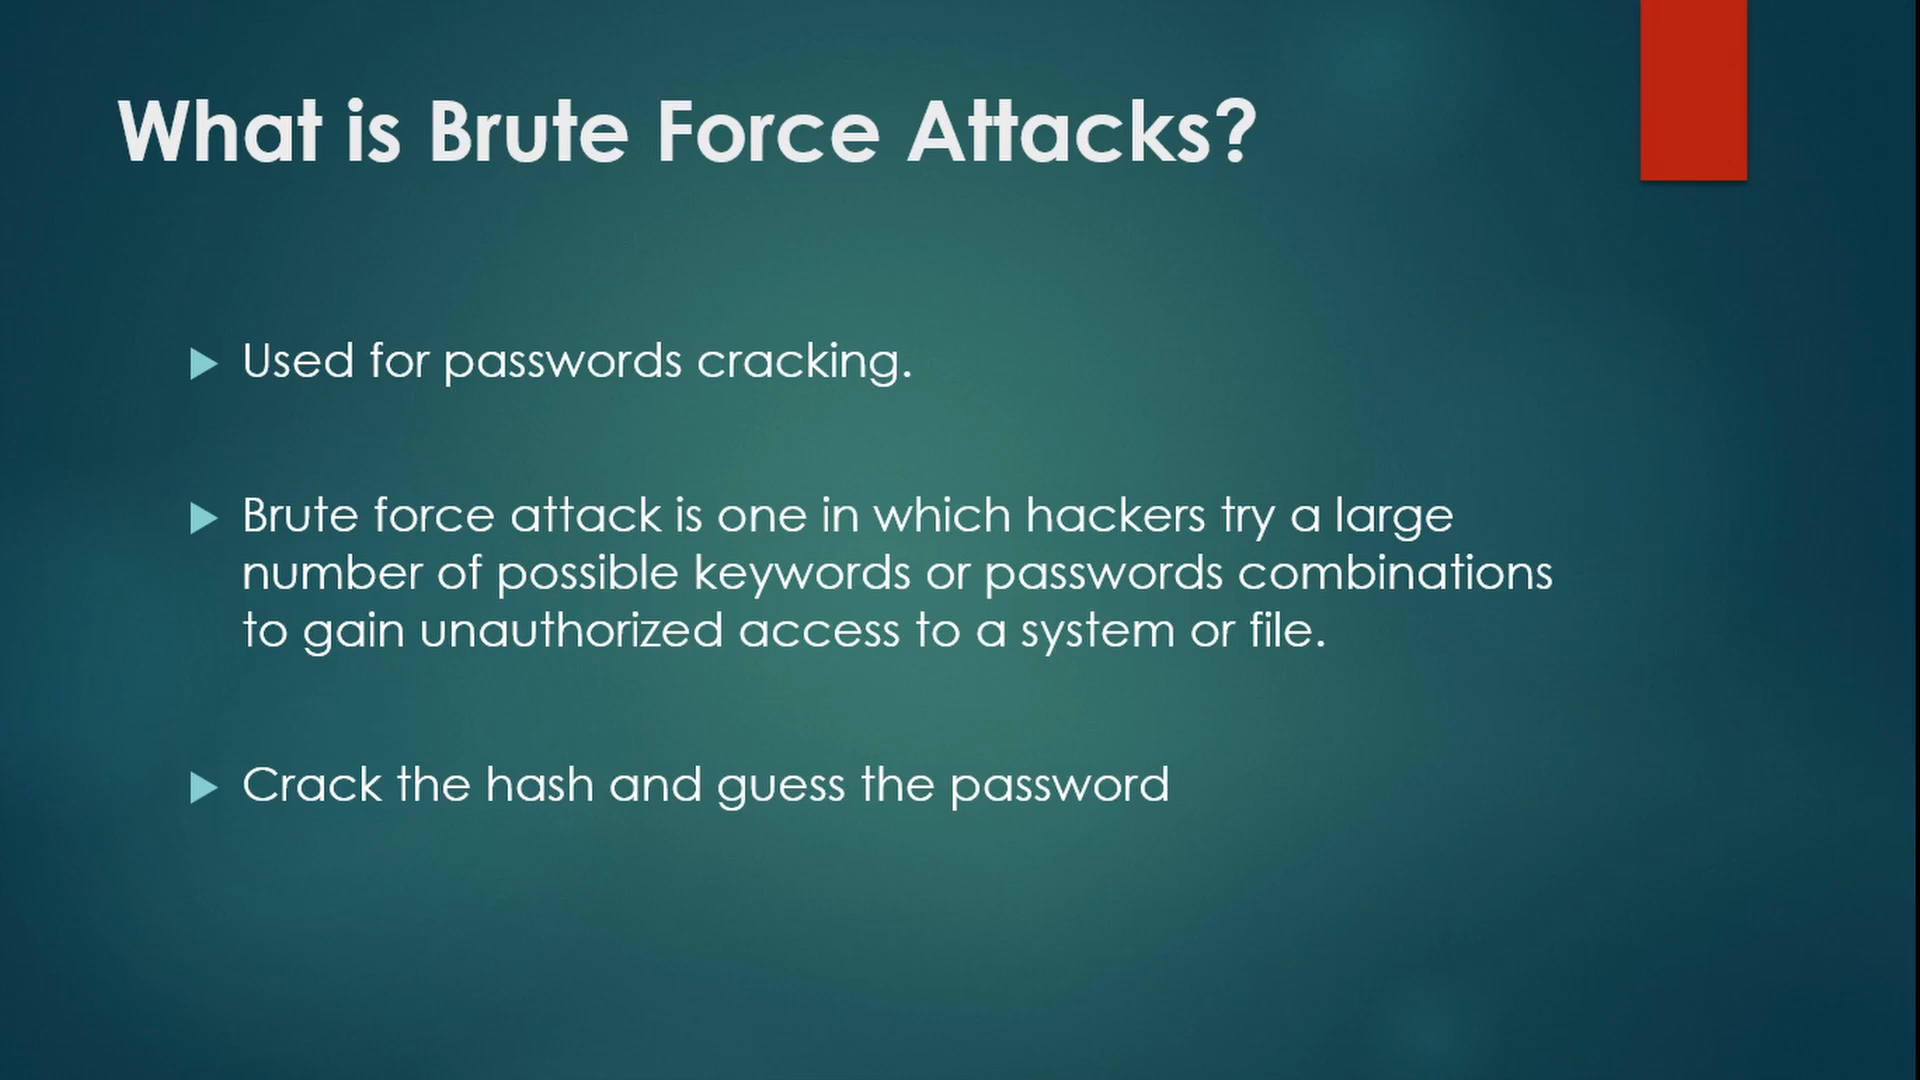 What is Brute Force Attacks?
Used for passwords cracking.
Brute force attack is one in which hackers try a large
number of possible keywords or passwords combinations
to gain unauthorized access to a system or file.
Crack the hash and guess the password